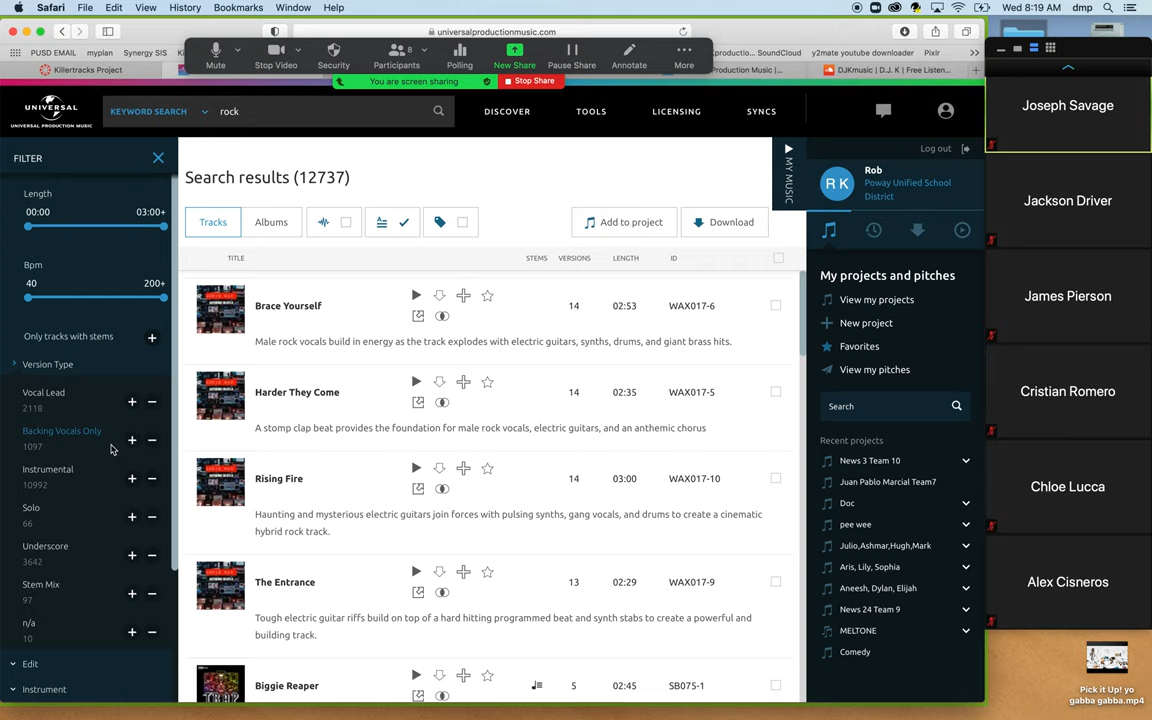 Safari File Edit View History Bookmarks Window Help
Wed 8:19 AM dmp
universalproductionmusic.com
PUSD EMAIL myplan Synergy SIS
SoundCloud y2mate youtube downloader Pixlr
Killertracks Project
Production Music |...
DJKmusic | D.J. K | Free Listen...
Mute Stop Video Security Participants 8 Polling New Share Pause Share Annotate More
You are screen sharing Stop Share
UNIVERSAL
UNIVERSAL PRODUCTION MUSIC
KEYWORD SEARCH rock
DISCOVER TOOLS LICENSING SYNCS
FILTER
Length
00:00 03:00+
Bpm
40 200+
Only tracks with stems
Version Type
Vocal Lead
2118
Backing Vocals Only
1097
Instrumental
10992
Solo
66
Underscore
3642
Stem Mix
97
n/a
10
Edit
Instrument
Search results (12737)
Tracks Albums
Add to project Download
TITLE STEMS VERSIONS LENGTH ID
Brace Yourself 14 02:53 WAX017-6
Male rock vocals build in energy as the track explodes with electric guitars, synths, drums, and giant brass hits.
Harder They Come 14 02:35 WAX017-5
A stomp clap beat provides the foundation for male rock vocals, electric guitars, and an anthemic chorus
Rising Fire 14 03:00 WAX017-10
Haunting and mysterious electric guitars join forces with pulsing synths, gang vocals, and drums to create a cinematic
hybrid rock track.
The Entrance 13 02:29 WAX017-9
Tough electric guitar riffs build on top of a hard hitting programmed beat and synth stabs to create a powerful and
building track.
Biggie Reaper 5 02:45 SB075-1
MY MUSIC
Log out
R K
Rob
Poway Unified School
District
My projects and pitches
View my projects
New project
Favorites
View my pitches
Search
Recent projects
News 3 Team 10
Juan Pablo Marcial Team7
Doc
pee wee
Julio,Ashmar,Hugh,Mark
Aris, Lily, Sophia
Aneesh, Dylan, Elijah
News 24 Team 9
MELTONE
Comedy
Joseph Savage
Jackson Driver
James Pierson
Cristian Romero
Chloe Lucca
Alex Cisneros
Pick it Up! yo
gabba gabba.mp4